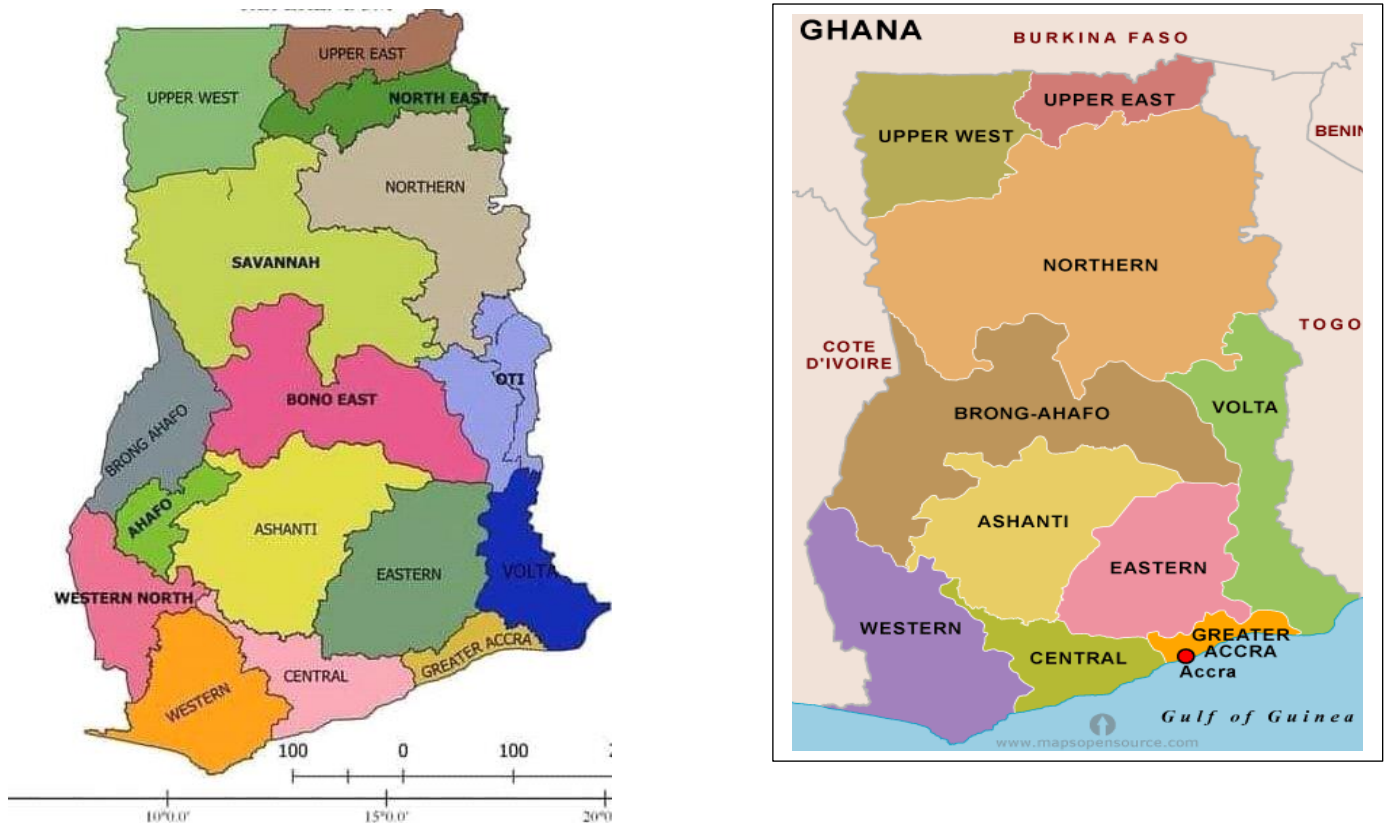 UPPER EAST
UPPER WEST
NORTH EAST
NORTHERN
SAVANNAH
OTI
BONO EAST
BRONG AHAFO
AHAFO
ASHANTI
EASTERN
VOLTA
WESTERN NORTH
GREATER ACCRA
CENTRAL
WESTERN
100 0 100
10°0.0' 15°0.0' 20°0
GHANA
BURKINA FASO
UPPER EAST
UPPER WEST
BENIN
NORTHERN
TOGO
COTE
D'IVOIRE
BRONG-AHAFO
VOLTA
ASHANTI
EASTERN
WESTERN
GREATER
ACCRA
CENTRAL
Accra
Gulf of Guinea
www.mapsopensource.com